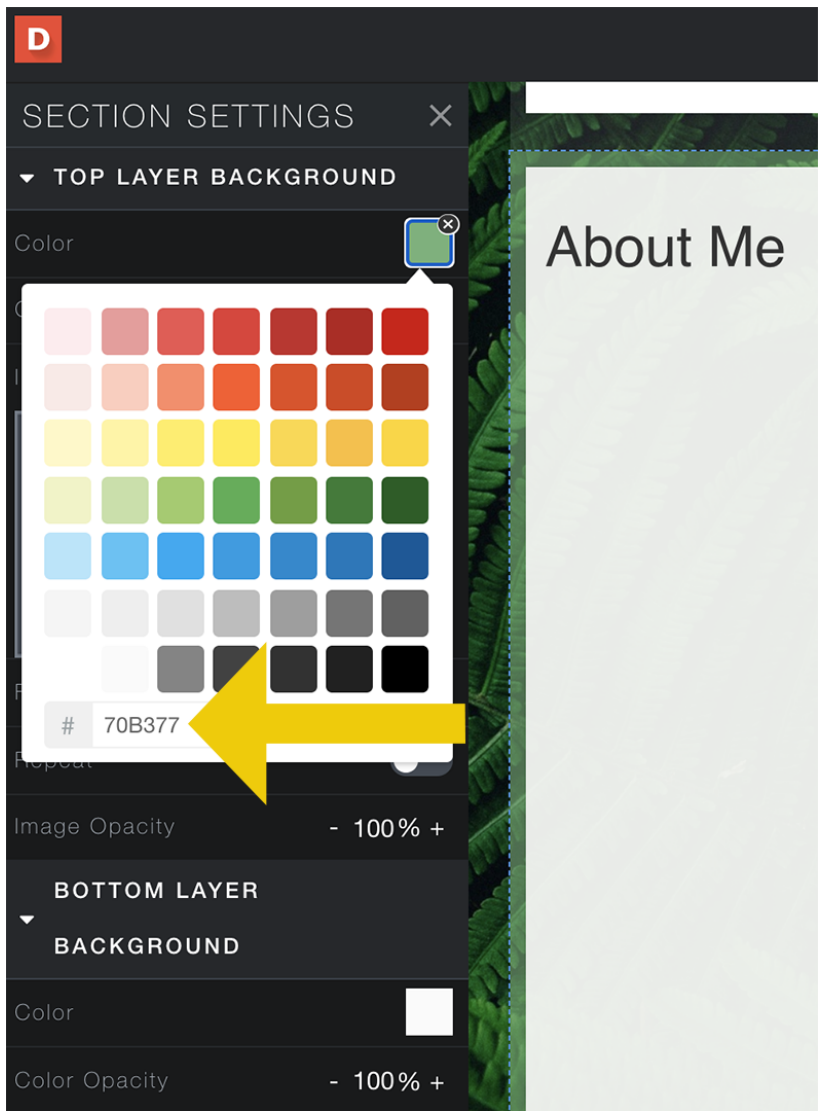 D
SECTION SETTINGS
TOP LAYER BACKGROUND
Color
About Me
# 70B377
Repeat
Image Opacity - 100% +
BOTTOM LAYER
BACKGROUND
Color
Color Opacity - 100% +